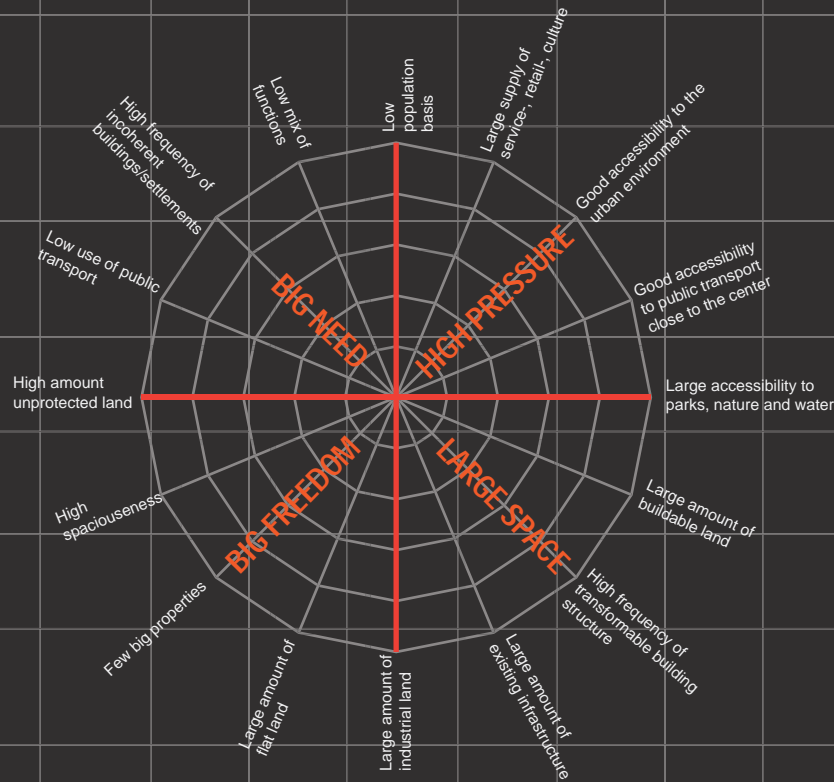 Low
population
basis
Large supply of
service-, retail-, culture
Good accessibility to the
urban environment
Good accessibility
to public transport
close to the center
Large accessibility to
parks, nature and water
Large amount of
buildable land
High frequency of
transformable building
structure
Large amount of
existing infrastructure
Large amount of
industrial land
Large amount of
flat land
Few big properties
High
spaciouseness
High amount
unprotected land
Low use of public
transport
High frequency of
incoherent
buildings/settlements
Low mix of
functions
BIG NEED
HIGH PRESSURE
BIG FREEDOM
LARGE SPACE